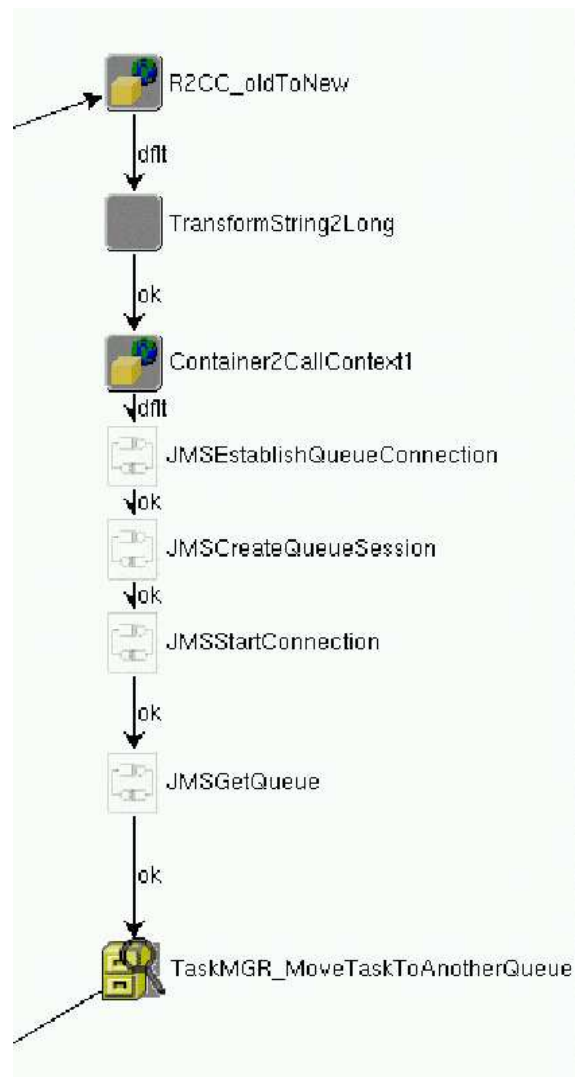 R2CC_oldToNew
dflt
TransformString2Long
ok
Container2CallContext1
dflt
JMSEstablishQueueConnection
ok
JMSCreateQueueSession
ok
JMSStartConnection
ok
JMSGetQueue
ok
TaskMGR_MoveTaskToAnotherQueue